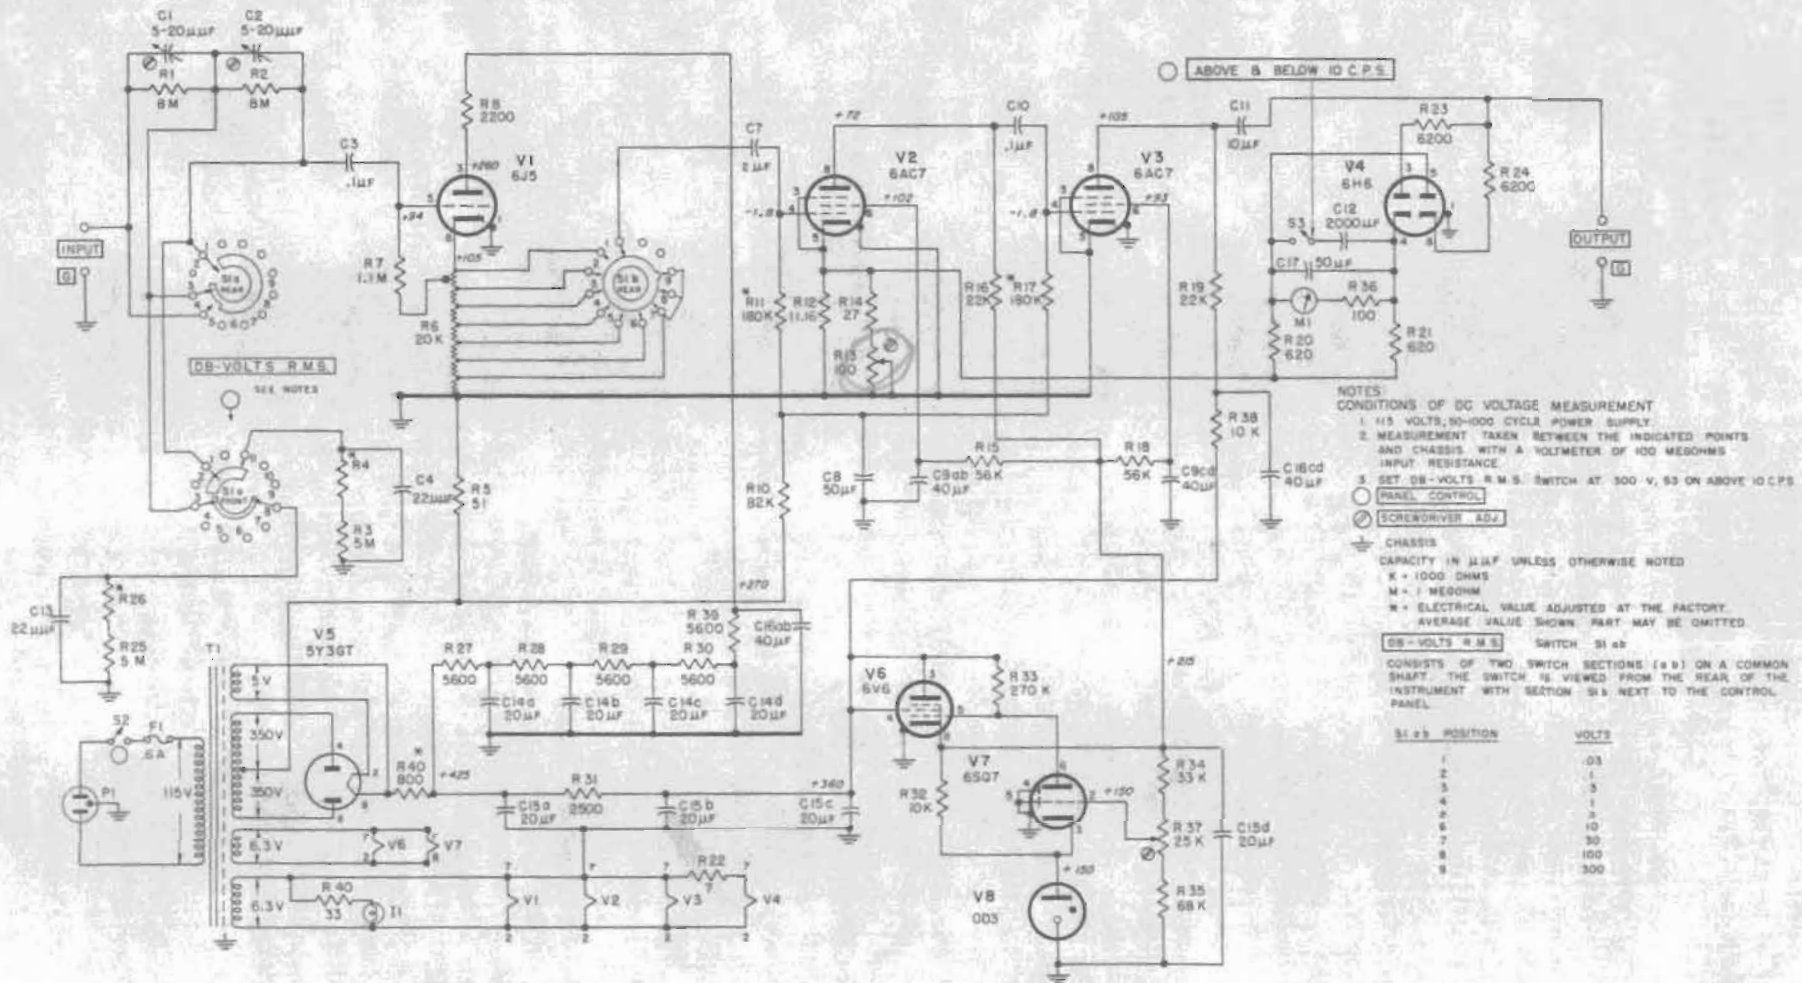 C1
5-20μμF
C2
5-20μμF
R1
8M
R2
8M
C3
.1μF
R8
2200
3 +260
V1
6J5
5
+94
1
8
+105
R7
1.1M
R6
20K
INPUT
G
S1a
REAR
S1b
REAR
DB-VOLTS R.M.S.
SEE NOTES
S1a
FRONT
R4
R3
5M
C4
22μμF
R5
51
C7
2μF
+72
V2
6AC7
-1.8
+102
R11
180K
R12
11.16
R14
27
R13
100
R16
22K
C10
.1μF
+105
V3
6AC7
-1.8
+93
R17
180K
R19
22K
C11
10μF
ABOVE & BELOW 10 C.P.S.
R23
6200
V4
6H6
R24
6200
S3
C12
2000μF
C17 50μF
M1
R36
100
R20
620
R21
620
OUTPUT
G
R10
82K
C8
50μF
C9ab
40μF
R15
56K
R18
56K
C9cd
40μF
R38
10 K
C16cd
40μF
NOTES
CONDITIONS OF DC VOLTAGE MEASUREMENT
1. 115 VOLTS, 50-1000 CYCLE POWER SUPPLY.
2. MEASUREMENT TAKEN BETWEEN THE INDICATED POINTS
AND CHASSIS WITH A VOLTMETER OF 100 MEGOHMS
INPUT RESISTANCE.
3. SET DB-VOLTS R.M.S. SWITCH AT 300 V, S3 ON ABOVE 10 C.P.S.
PANEL CONTROL
SCREWDRIVER ADJ.
CHASSIS
CAPACITY IN μμF UNLESS OTHERWISE NOTED
K = 1000 OHMS
M = 1 MEGOHM
* = ELECTRICAL VALUE ADJUSTED AT THE FACTORY.
AVERAGE VALUE SHOWN. PART MAY BE OMITTED.
DB-VOLTS R.M.S. SWITCH S1 ab
CONSISTS OF TWO SWITCH SECTIONS (a b) ON A COMMON
SHAFT. THE SWITCH IS VIEWED FROM THE REAR OF THE
INSTRUMENT WITH SECTION S1b NEXT TO THE CONTROL
PANEL
S1 ab POSITION VOLTS
1 .03
6 10
8 100
9 300
C13
22μμF
R26
R25
5 M
T1
V5
5Y3GT
5V
350V
350V
6.3V
6.3V
115V
S2
F1
.6A
P1
+270
R 39
5600
C16ab
40μF
R27
5600
R28
5600
R29
5600
R30
5600
C14a
20μF
C14b
20μF
C14c
20μF
C14d
20μF
R40
800
+425
R31
2500
+360
C15a
20μF
C15b
20μF
C15c
20μF
V6
V7
R 40
33
I1
V1
V2
V3
R22
7
V4
V6
6V6
R33
270 K
+215
V7
6SQ7
R32
10K
+150
R34
33 K
R37
25 K
R35
68K
C15d
20μF
+150
V8
OD3